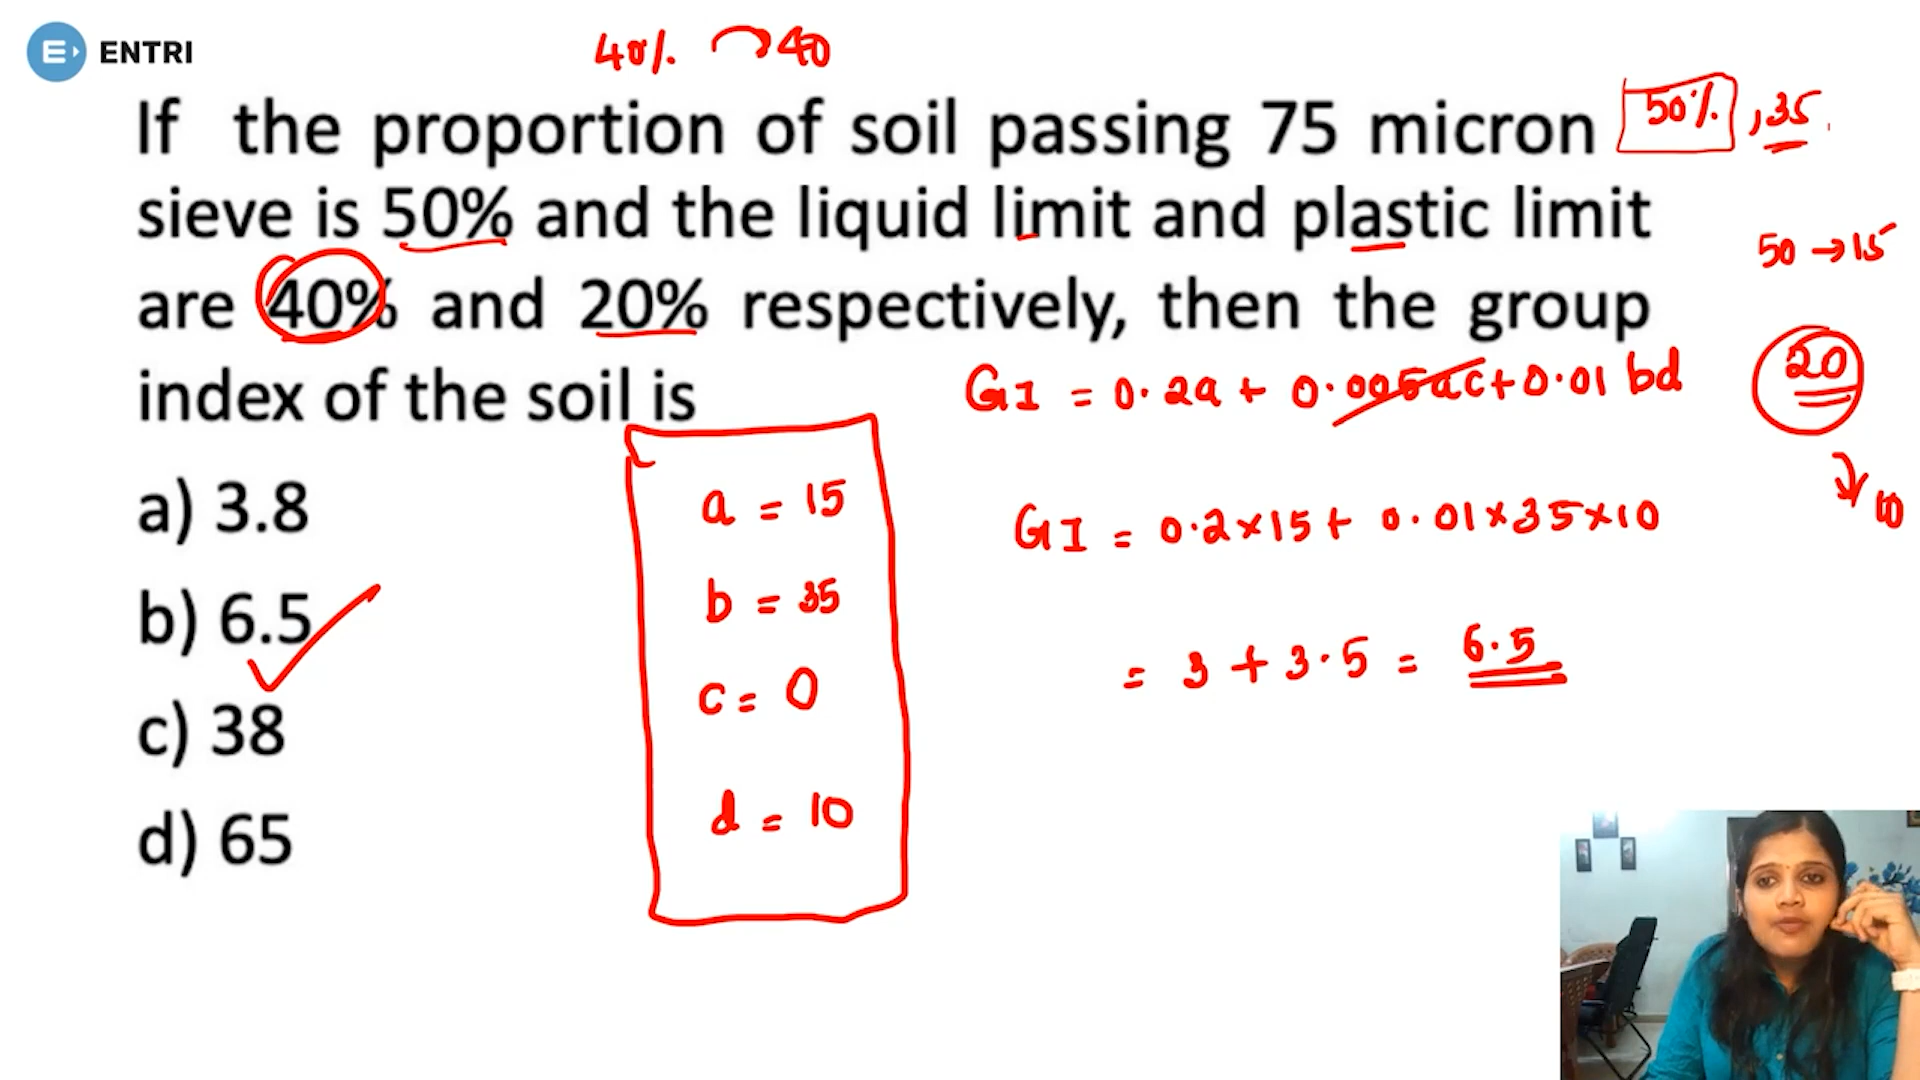 ENTRI
40% 40
If the proportion of soil passing 75 micron
50% , 35
sieve is 50% and the liquid limit and plastic limit
50 → 15
are 40% and 20% respectively, then the group
20
10
index of the soil is
GI = 0.2a + 0.005ac + 0.01 bd
a) 3.8
b) 6.5
c) 38
d) 65
a = 15
b = 35
c = 0
d = 10
GI = 0.2×15 + 0.01×35×10
= 3 + 3.5 = 6.5